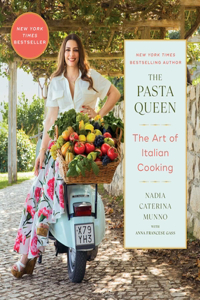 NEW YORK
TIMES
BESTSELLER
NEW YORK TIMES
BESTSELLING AUTHOR
THE
PASTA
QUEEN
The Art of
Italian
Cooking
NADIA
CATERINA
MUNNO
WITH
ANNA FRANCESE GASS
X79
YH3